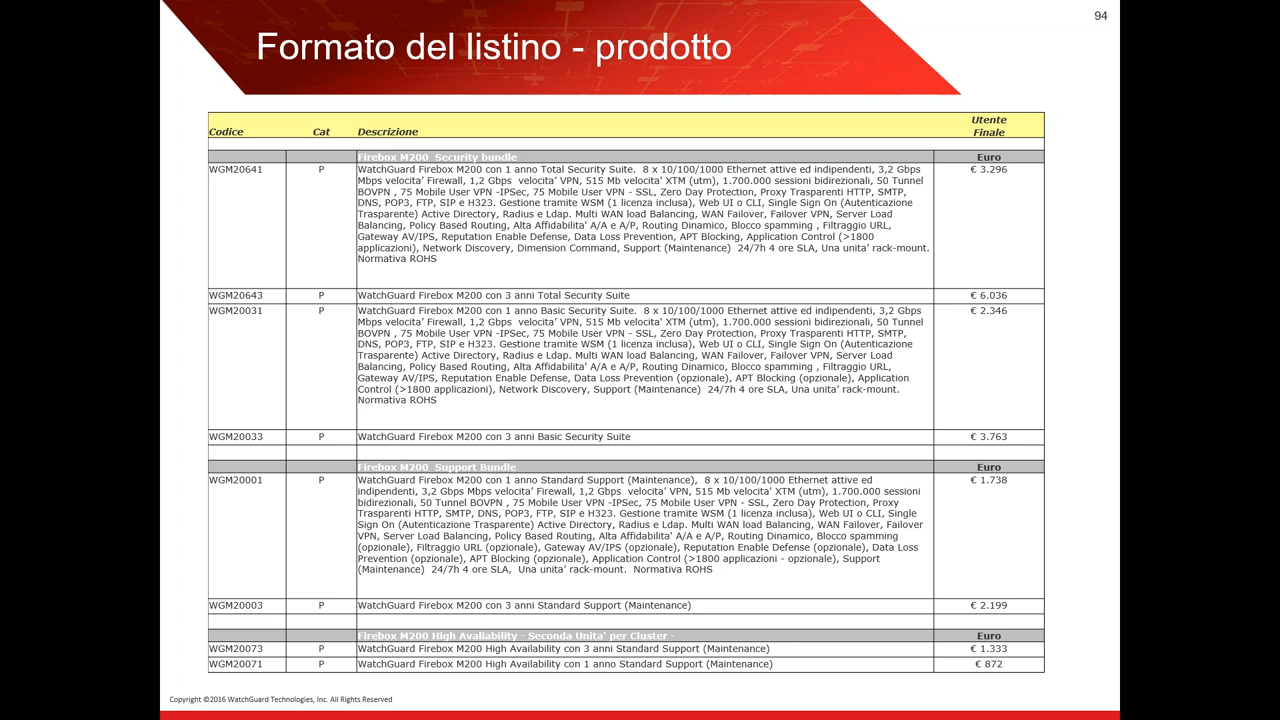 94
Formato del listino - prodotto
Codice Cat Descrizione Utente Finale
Firebox M200 Security bundle Euro
WGM20641 P WatchGuard Firebox M200 con 1 anno Total Security Suite. 8 x 10/100/1000 Ethernet attive ed indipendenti, 3,2 Gbps € 3.296
Mbps velocita’ Firewall, 1,2 Gbps velocita’ VPN, 515 Mb velocita' XTM (utm), 1.700.000 sessioni bidirezionali, 50 Tunnel
BOVPN , 75 Mobile User VPN -IPSec, 75 Mobile User VPN - SSL, Zero Day Protection, Proxy Trasparenti HTTP, SMTP,
DNS, POP3, FTP, SIP e H323. Gestione tramite WSM (1 licenza inclusa), Web UI o CLI, Single Sign On (Autenticazione
Trasparente) Active Directory, Radius e Ldap. Multi WAN load Balancing, WAN Failover, Failover VPN, Server Load
Balancing, Policy Based Routing, Alta Affidabilita' A/A e A/P, Routing Dinamico, Blocco spamming , Filtraggio URL,
Gateway AV/IPS, Reputation Enable Defense, Data Loss Prevention, APT Blocking, Application Control (>1800
applicazioni), Network Discovery, Dimension Command, Support (Maintenance) 24/7h 4 ore SLA, Una unita’ rack-mount.
Normativa ROHS
WGM20643 P WatchGuard Firebox M200 con 3 anni Total Security Suite € 6.036
WGM20031 P WatchGuard Firebox M200 con 1 anno Basic Security Suite. 8 x 10/100/1000 Ethernet attive ed indipendenti, 3,2 Gbps € 2.346
Mbps velocita’ Firewall, 1,2 Gbps velocita’ VPN, 515 Mb velocita' XTM (utm), 1.700.000 sessioni bidirezionali, 50 Tunnel
BOVPN , 75 Mobile User VPN -IPSec, 75 Mobile User VPN - SSL, Zero Day Protection, Proxy Trasparenti HTTP, SMTP,
DNS, POP3, FTP, SIP e H323. Gestione tramite WSM (1 licenza inclusa), Web UI o CLI, Single Sign On (Autenticazione
Trasparente) Active Directory, Radius e Ldap. Multi WAN load Balancing, WAN Failover, Failover VPN, Server Load
Balancing, Policy Based Routing, Alta Affidabilita' A/A e A/P, Routing Dinamico, Blocco spamming , Filtraggio URL,
Gateway AV/IPS, Reputation Enable Defense, Data Loss Prevention (opzionale), APT Blocking (opzionale), Application
Control (>1800 applicazioni), Network Discovery, Support (Maintenance) 24/7h 4 ore SLA, Una unita’ rack-mount.
Normativa ROHS
WGM20033 P WatchGuard Firebox M200 con 3 anni Basic Security Suite € 3.763
Firebox M200 Support Bundle Euro
WGM20001 P WatchGuard Firebox M200 con 1 anno Standard Support (Maintenance), 8 x 10/100/1000 Ethernet attive ed € 1.738
indipendenti, 3,2 Gbps Mbps velocita’ Firewall, 1,2 Gbps velocita’ VPN, 515 Mb velocita' XTM (utm), 1.700.000 sessioni
bidirezionali, 50 Tunnel BOVPN , 75 Mobile User VPN -IPSec, 75 Mobile User VPN - SSL, Zero Day Protection, Proxy
Trasparenti HTTP, SMTP, DNS, POP3, FTP, SIP e H323. Gestione tramite WSM (1 licenza inclusa), Web UI o CLI, Single
Sign On (Autenticazione Trasparente) Active Directory, Radius e Ldap. Multi WAN load Balancing, WAN Failover, Failover
VPN, Server Load Balancing, Policy Based Routing, Alta Affidabilita' A/A e A/P, Routing Dinamico, Blocco spamming
(opzionale), Filtraggio URL (opzionale), Gateway AV/IPS (opzionale), Reputation Enable Defense (opzionale), Data Loss
Prevention (opzionale), APT Blocking (opzionale), Application Control (>1800 applicazioni - opzionale), Support
(Maintenance) 24/7h 4 ore SLA, Una unita’ rack-mount. Normativa ROHS
WGM20003 P WatchGuard Firebox M200 con 3 anni Standard Support (Maintenance) € 2.199
Firebox M200 High Avaliability - Seconda Unita' per Cluster – Euro
WGM20073 P WatchGuard Firebox M200 High Availability con 3 anni Standard Support (Maintenance) € 1.333
WGM20071 P WatchGuard Firebox M200 High Availability con 1 anno Standard Support (Maintenance) € 872
Copyright ©2016 WatchGuard Technologies, Inc. All Rights Reserved